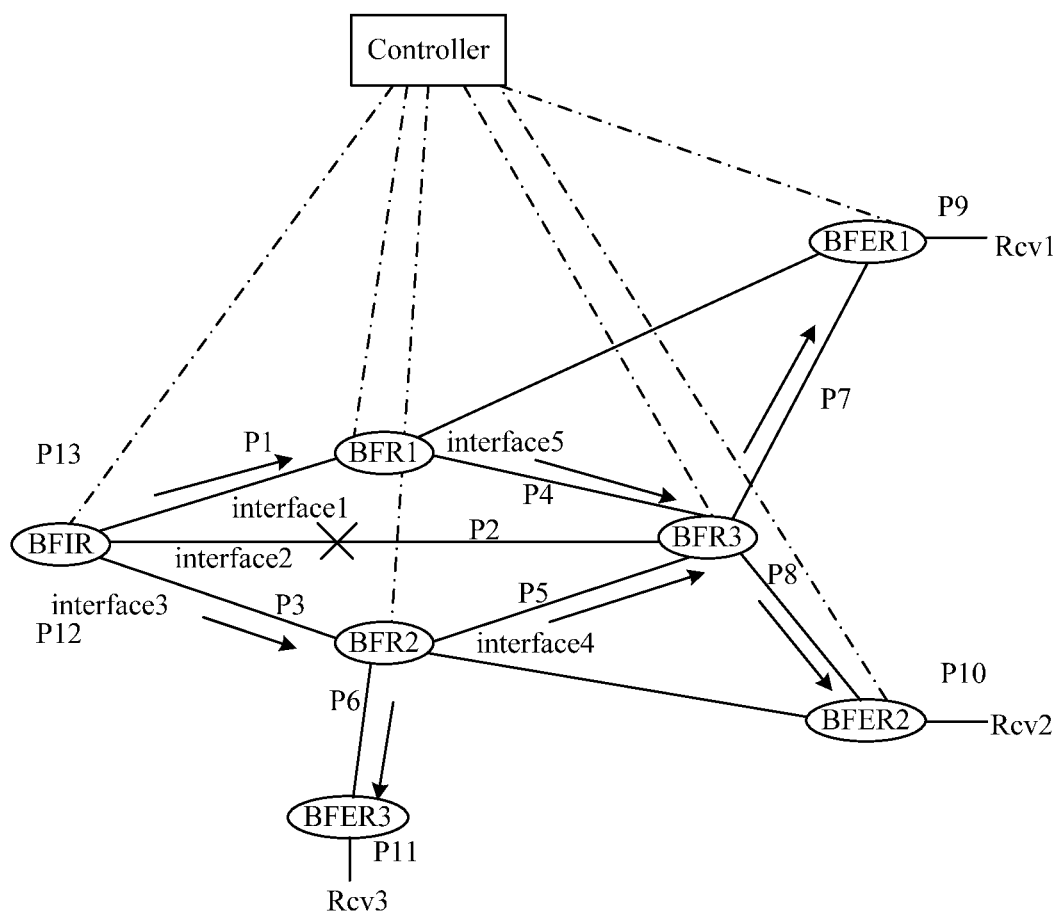 Controller
P9
BFER1
Rcv1
P7
P13
P1
BFR1
interface5
P4
interface1
BFIR
P2
BFR3
interface2
P8
interface3
P3
P5
P12
BFR2
interface4
P10
P6
BFER2
Rcv2
BFER3
P11
Rcv3